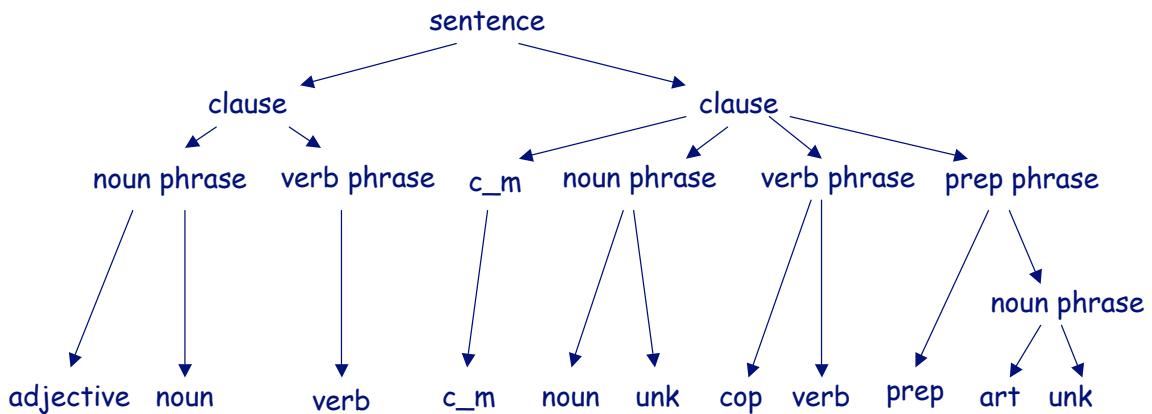 sentence
clause clause
noun phrase verb phrase c_m noun phrase verb phrase prep phrase
noun phrase
adjective noun verb c_m noun unk cop verb prep art unk